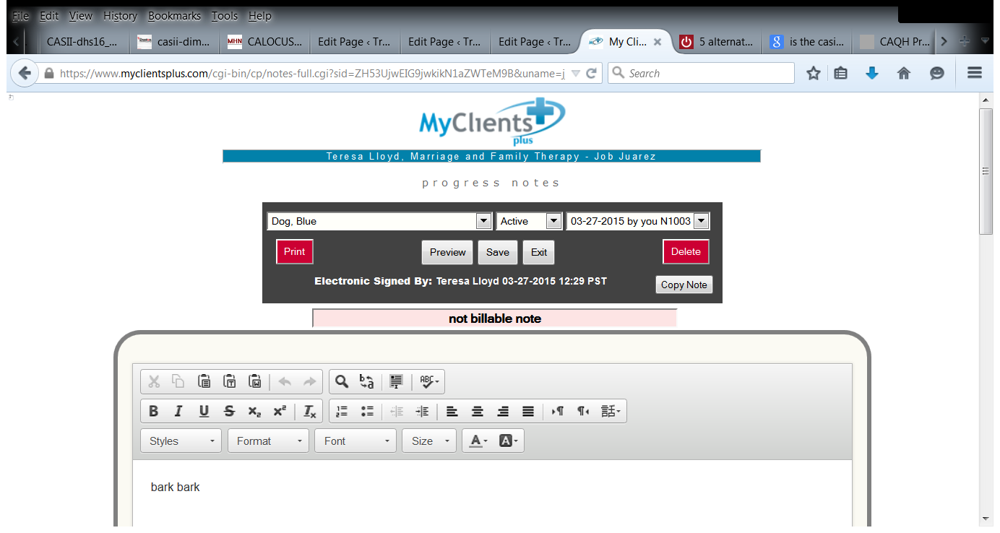 File Edit View History Bookmarks Tools Help
CASII-dhs16_... casii-dim... MHN CALOCUS... Edit Page ‹ Tr... Edit Page ‹ Tr... Edit Page ‹ Tr... My Cli... 5 alternat... is the casi... CAQH Pr...
https://www.myclientsplus.com/cgi-bin/cp/notes-full.cgi?sid=ZH53UjwEIG9jwkikN1aZWTeM9B&uname=j Search
MyClients
plus
Teresa Lloyd, Marriage and Family Therapy - Job Juarez
progress notes
Dog, Blue Active 03-27-2015 by you N1003
Print Preview Save Exit Delete
Electronic Signed By: Teresa Lloyd 03-27-2015 12:29 PST
Copy Note
not billable note
ABC
Styles Format Font Size
bark bark